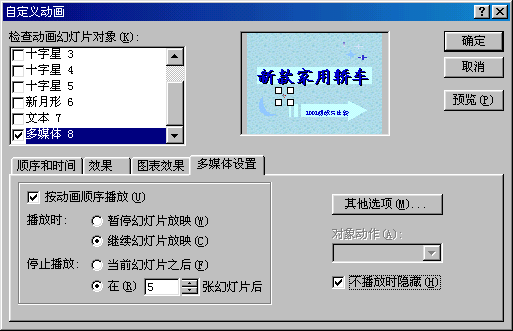 自定义动画
检查动画幻灯片对象(K):
十字星 3
十字星 4
十字星 5
新月形 6
文本 7
多媒体 8
新款家用轿车
确定
取消
预览(P)
顺序和时间 效果 图表效果 多媒体设置
按动画顺序播放(U)
播放时:
暂停幻灯片放映(W)
继续幻灯片放映(C)
停止播放:
当前幻灯片之后(F)
在(R) 5 张幻灯片后
其他选项(M)...
对象动作(A):
不播放时隐藏(H)